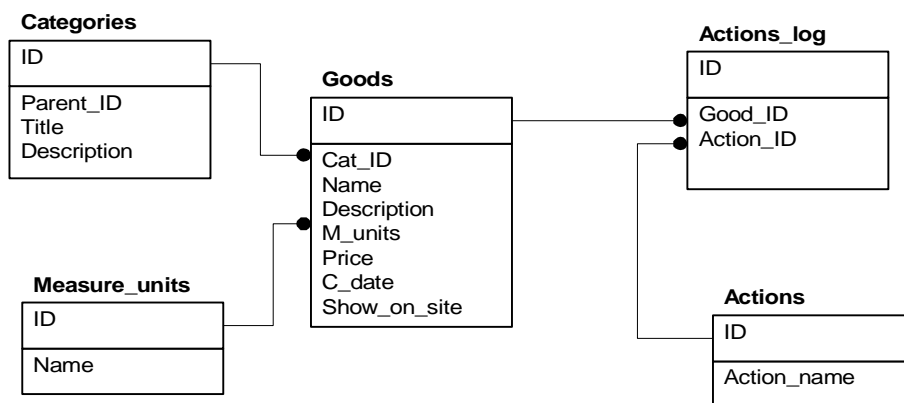 Categories
ID
Parent_ID
Title
Description
Goods
ID
Cat_ID
Name
Description
M_units
Price
C_date
Show_on_site
Measure_units
ID
Name
Actions_log
ID
Good_ID
Action_ID
Actions
ID
Action_name